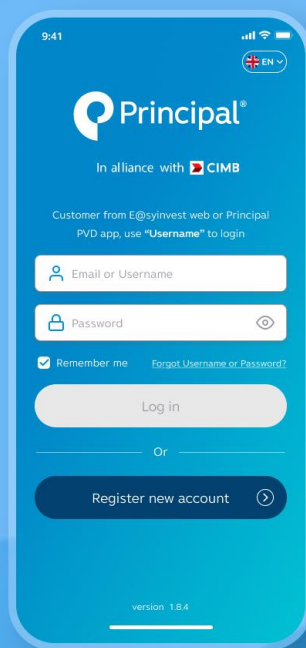 9:41
EN
Principal®
In alliance with CIMB
Customer from E@syinvest web or Principal
PVD app, use “Username” to login
Email or Username
Password
Remember me Forgot Username or Password?
Log in
Or
Register new account
version 1.8.4